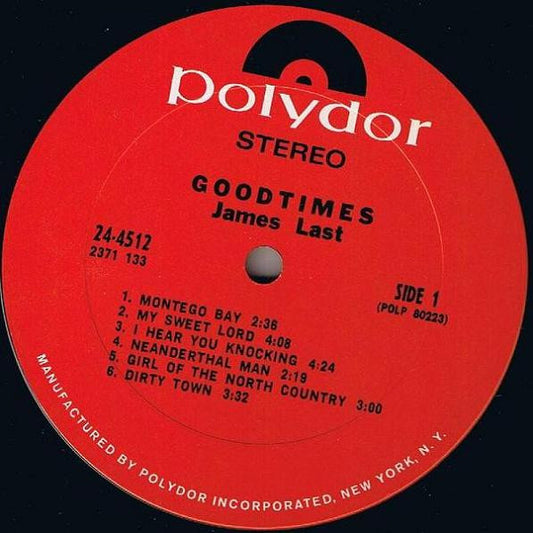 polydor
STEREO
GOODTIMES
James Last
24-4512
2371 133
SIDE 1
(POLP 80223)
1. MONTEGO BAY 2:36
2. MY SWEET LORD 4:08
3. I HEAR YOU KNOCKING 4:24
4. NEANDERTHAL MAN 2:19
5. GIRL OF THE NORTH COUNTRY 3:00
6. DIRTY TOWN 3:32
MANUFACTURED BY POLYDOR INCORPORATED, NEW YORK, N.Y.